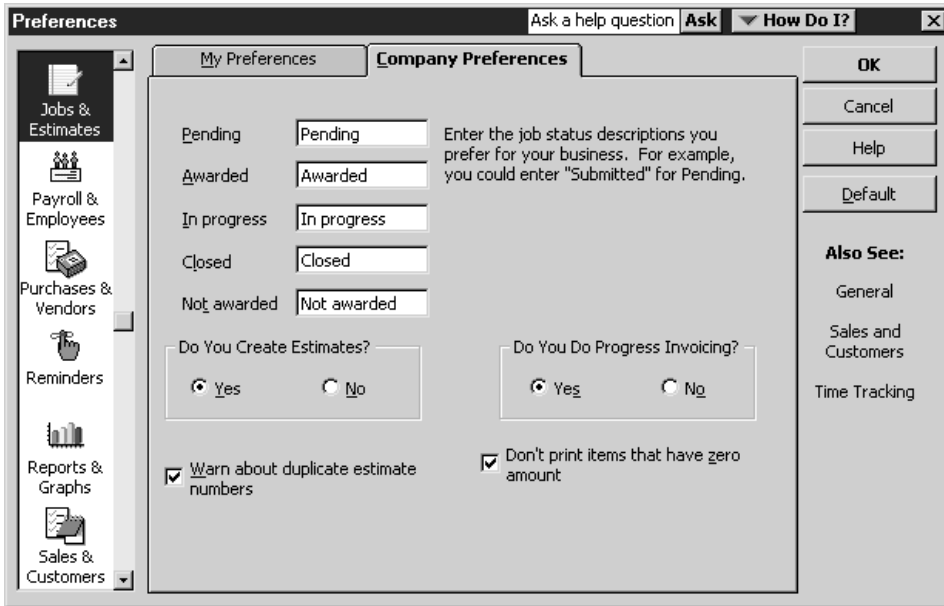 Preferences
Ask a help question Ask How Do I?
Jobs &
Estimates
Payroll &
Employees
Purchases &
Vendors
Reminders
Reports &
Graphs
Sales &
Customers
My Preferences
Company Preferences
Pending Pending
Awarded Awarded
In progress In progress
Closed Closed
Not awarded Not awarded
Enter the job status descriptions you
prefer for your business. For example,
you could enter "Submitted" for Pending.
Do You Create Estimates?
Yes No
Do You Do Progress Invoicing?
Yes No
Warn about duplicate estimate
numbers
Don't print items that have zero
amount
OK
Cancel
Help
Default
Also See:
General
Sales and
Customers
Time Tracking